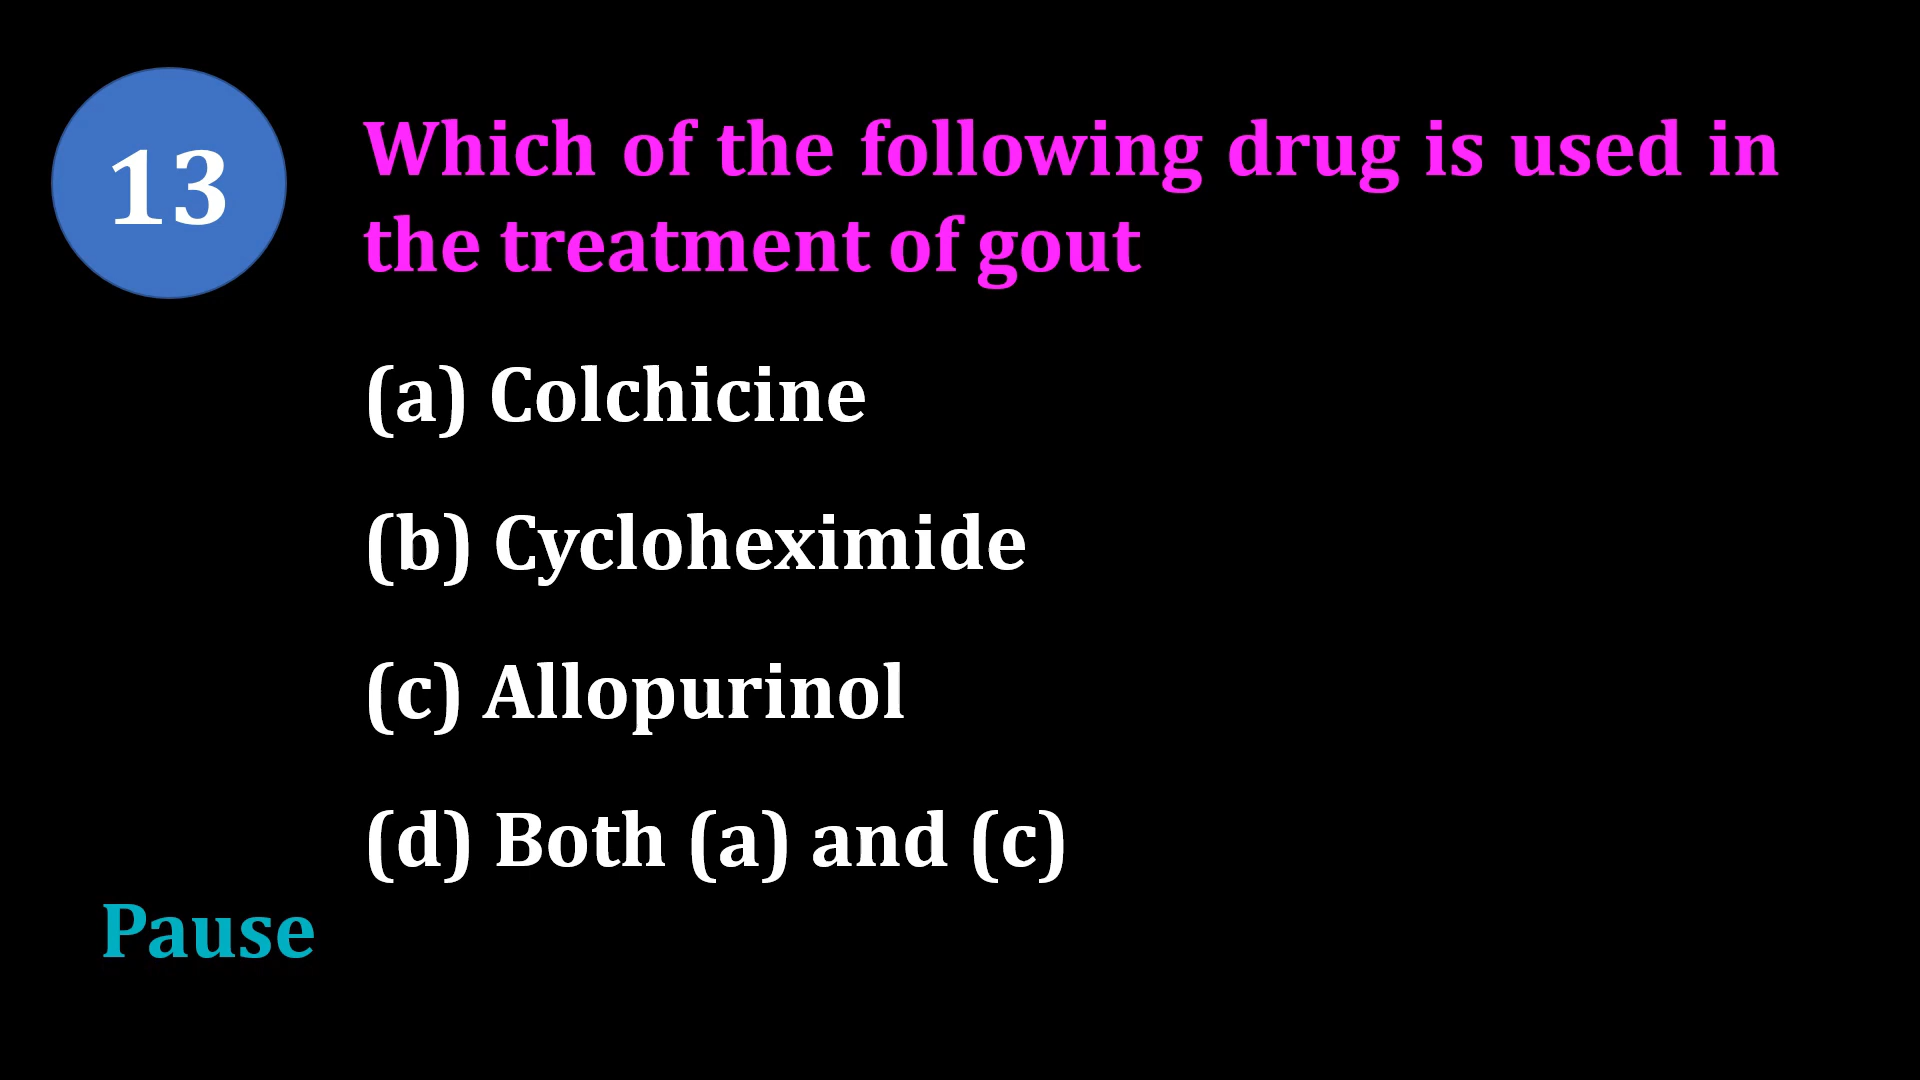 13
Which of the following drug is used in
the treatment of gout
(a) Colchicine
(b) Cycloheximide
(c) Allopurinol
(d) Both (a) and (c)
Pause